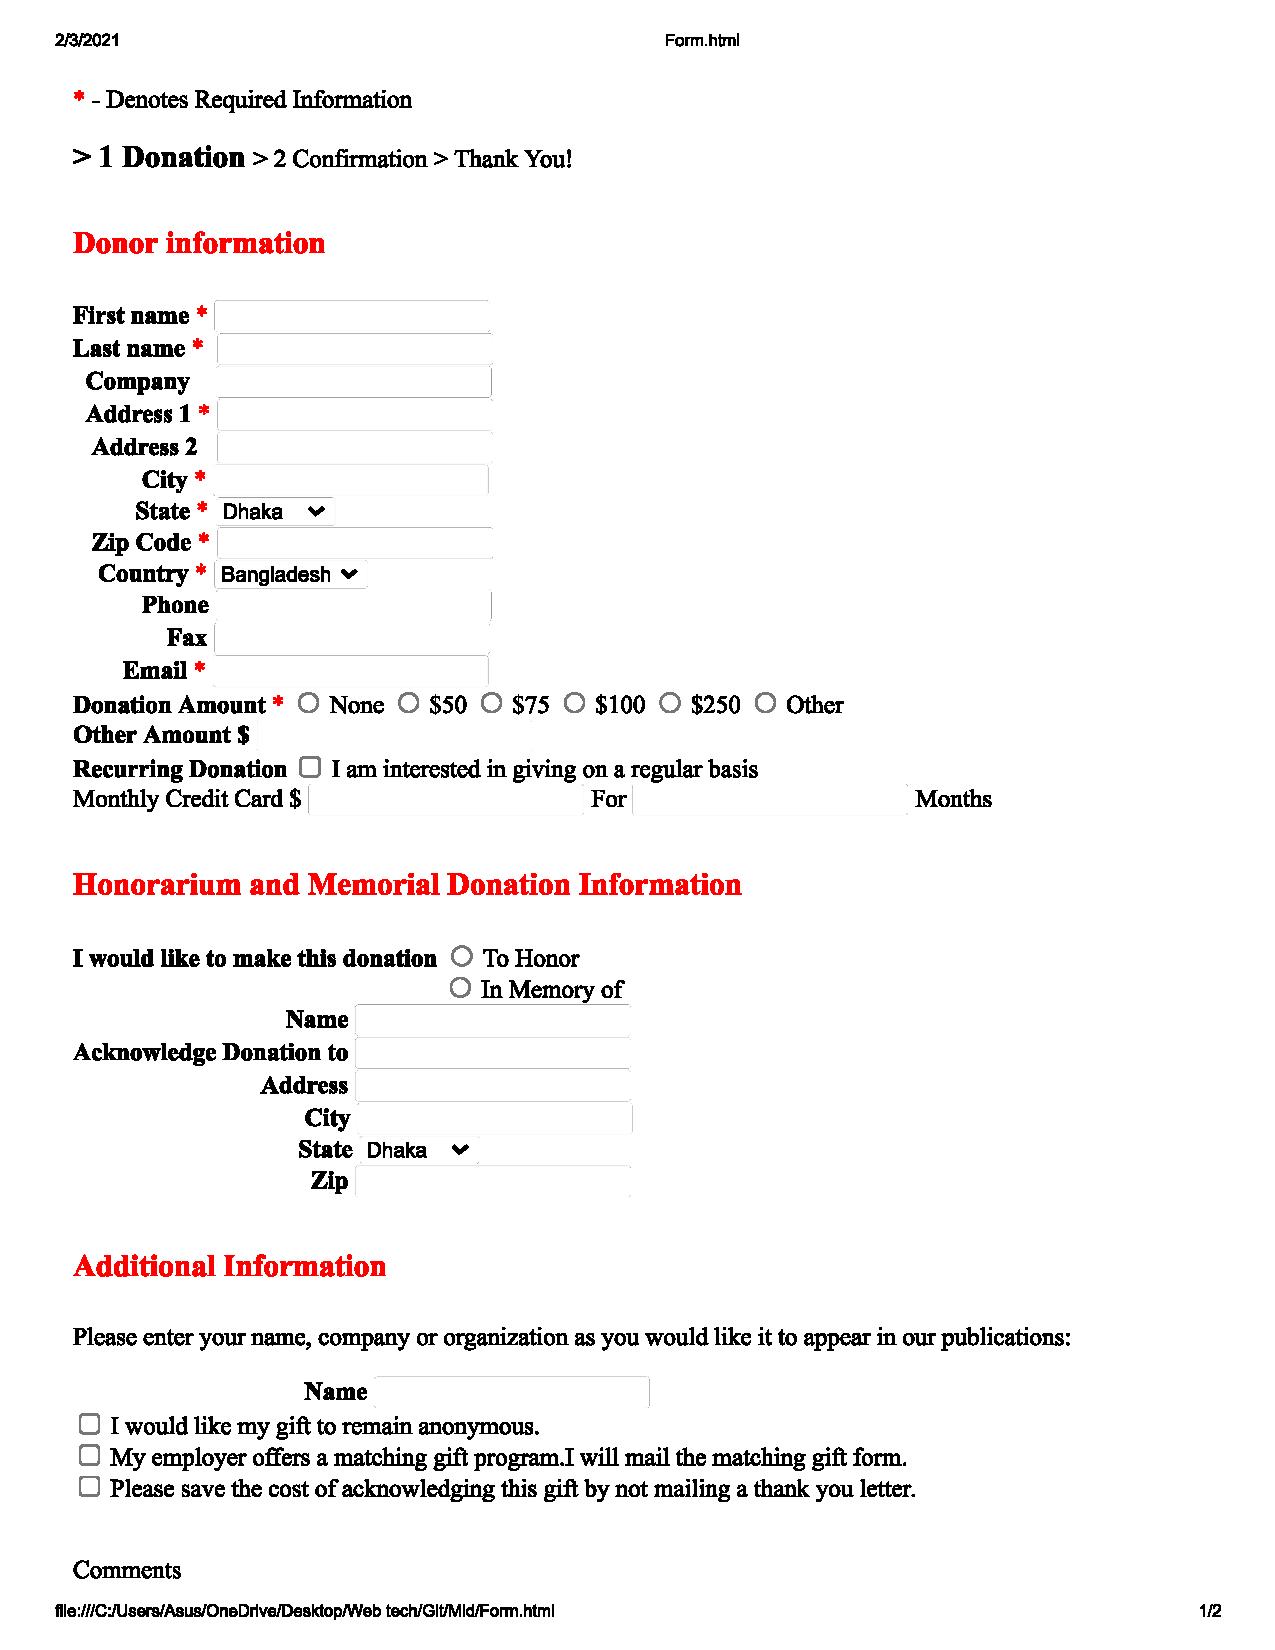 2/3/2021 Form.html
* - Denotes Required Information
> 1 Donation > 2 Confirmation > Thank You!
Donor information
First name *
Last name *
Company
Address 1 *
Address 2
City *
State * Dhaka
Zip Code *
Country * Bangladesh
Phone
Fax
Email *
Donation Amount * None $50 $75 $100 $250 Other
Other Amount $
Recurring Donation I am interested in giving on a regular basis
Monthly Credit Card $ For Months
Honorarium and Memorial Donation Information
I would like to make this donation To Honor
In Memory of
Name
Acknowledge Donation to
Address
City
State Dhaka
Zip
Additional Information
Please enter your name, company or organization as you would like it to appear in our publications:
Name
I would like my gift to remain anonymous.
My employer offers a matching gift program.I will mail the matching gift form.
Please save the cost of acknowledging this gift by not mailing a thank you letter.
Comments
file:///C:/Users/Asus/OneDrive/Desktop/Web tech/Git/Mid/Form.html 1/2